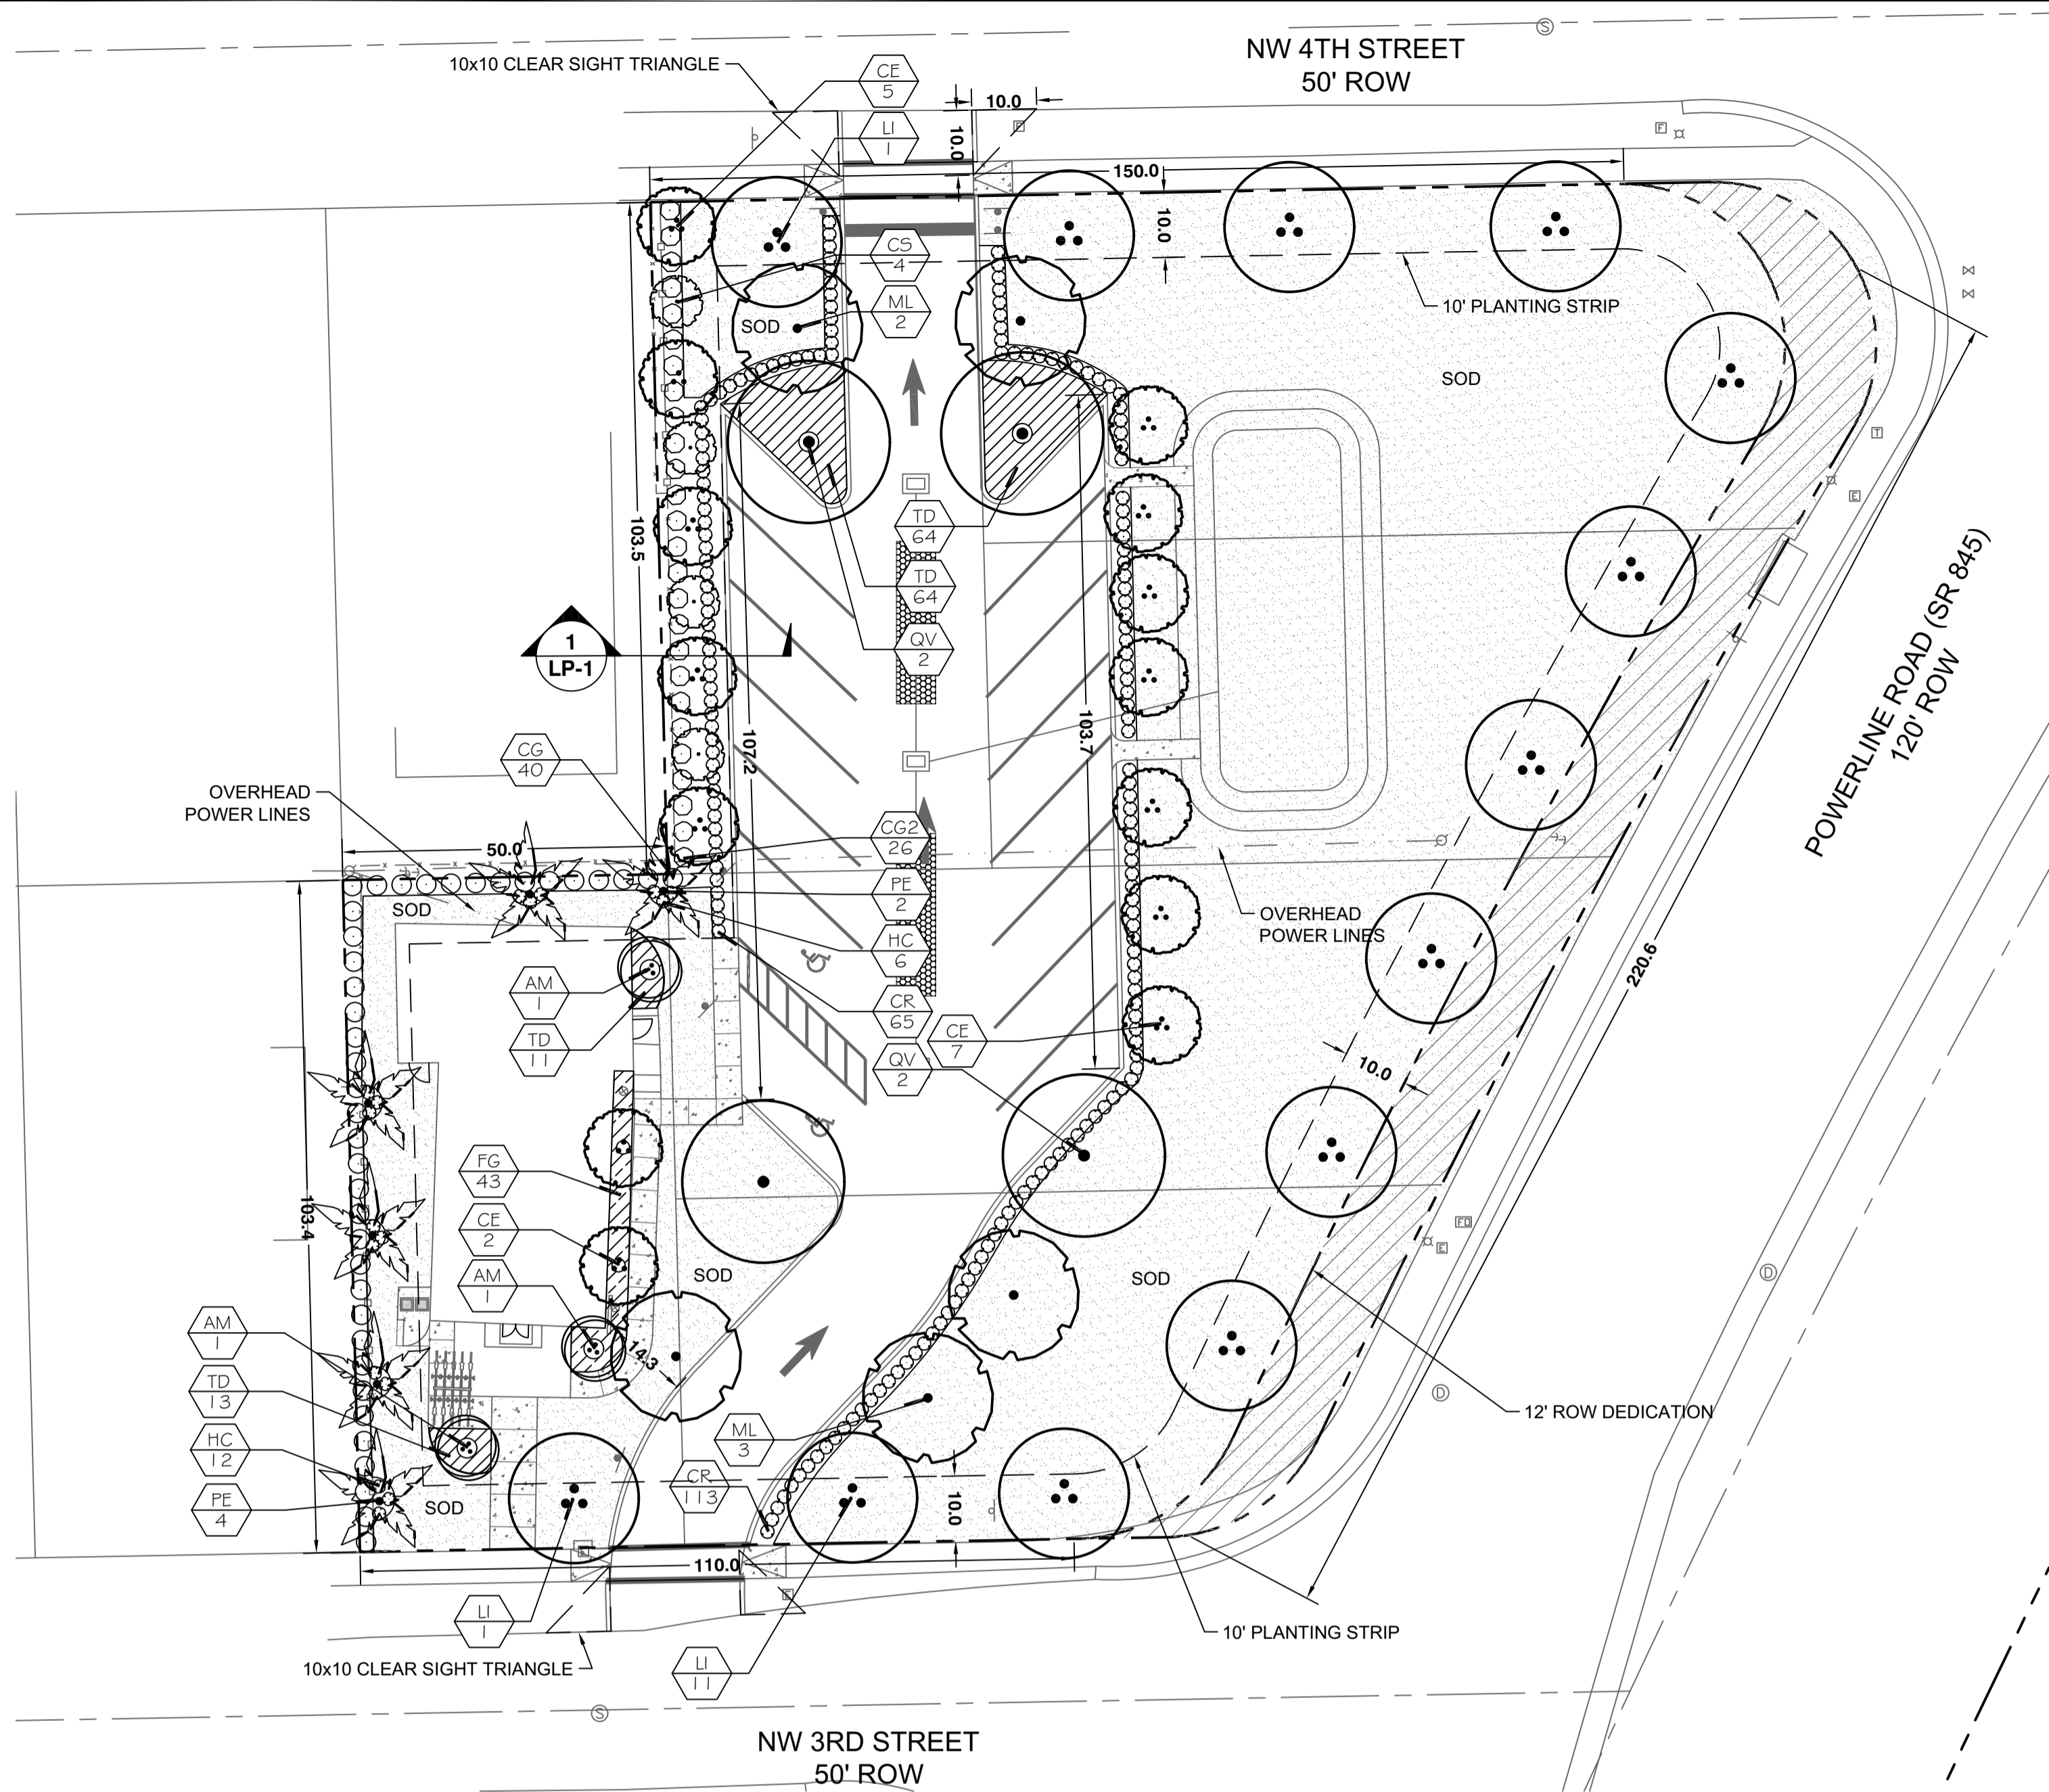 NW 4TH STREET
50' ROW
S
10x10 CLEAR SIGHT TRIANGLE
CE
5
LI
1
10.0
10.0
F
150.0
10.0
CS
4
ML
2
SOD
10' PLANTING STRIP
SOD
T
E
TD
64
103.5
TD
64
QV
2
1
LP-1
POWERLINE ROAD (SR 845)
120' ROW
107.2
103.7
CG
40
OVERHEAD
POWER LINES
50.0
CG2
26
PE
2
SOD
OVERHEAD
POWER LINES
HC
6
AM
1
CR
65
TD
11
CE
7
QV
2
220.6
10.0
FG
43
CE
2
103.4
AM
1
SOD
SOD
E
D
AM
1
14.3
TD
13
D
12' ROW DEDICATION
HC
12
ML
3
PE
4
SOD
CR
113
10.0
110.0
LI
1
10' PLANTING STRIP
10x10 CLEAR SIGHT TRIANGLE
LI
11
S
NW 3RD STREET
50' ROW